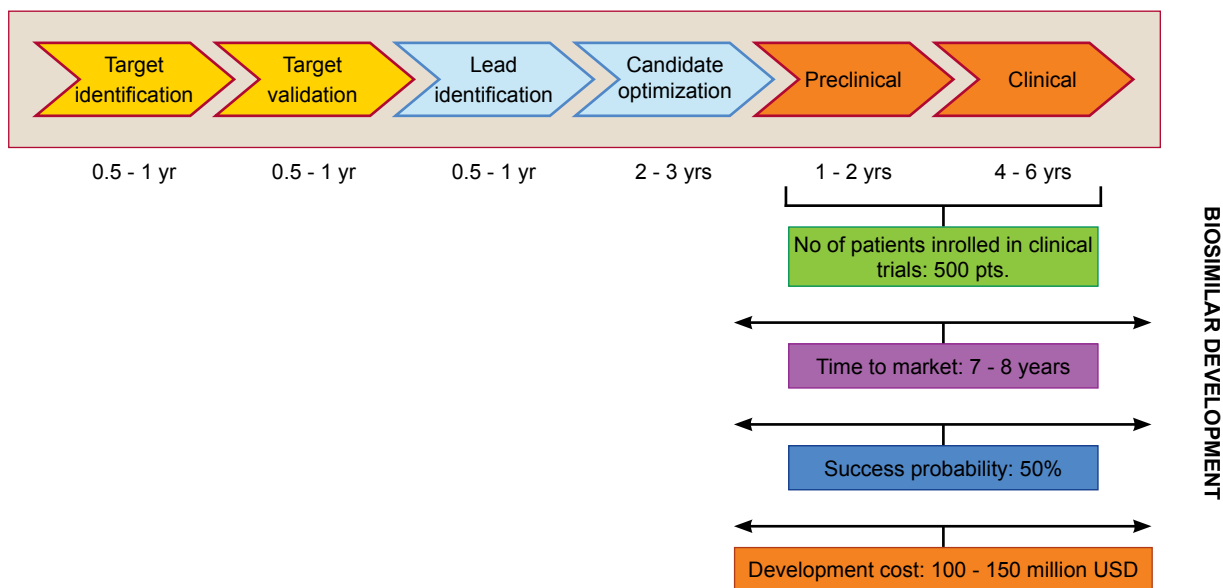 Target
identification
Target
validation
Lead
identification
Candidate
optimization
Preclinical
Clinical
0.5 - 1 yr
0.5 - 1 yr
0.5 - 1 yr
2 - 3 yrs
1 - 2 yrs
4 - 6 yrs
No of patients inrolled in clinical
trials: 500 pts.
Time to market: 7 - 8 years
Success probability: 50%
Development cost: 100 - 150 million USD
BIOSIMILAR DEVELOPMENT